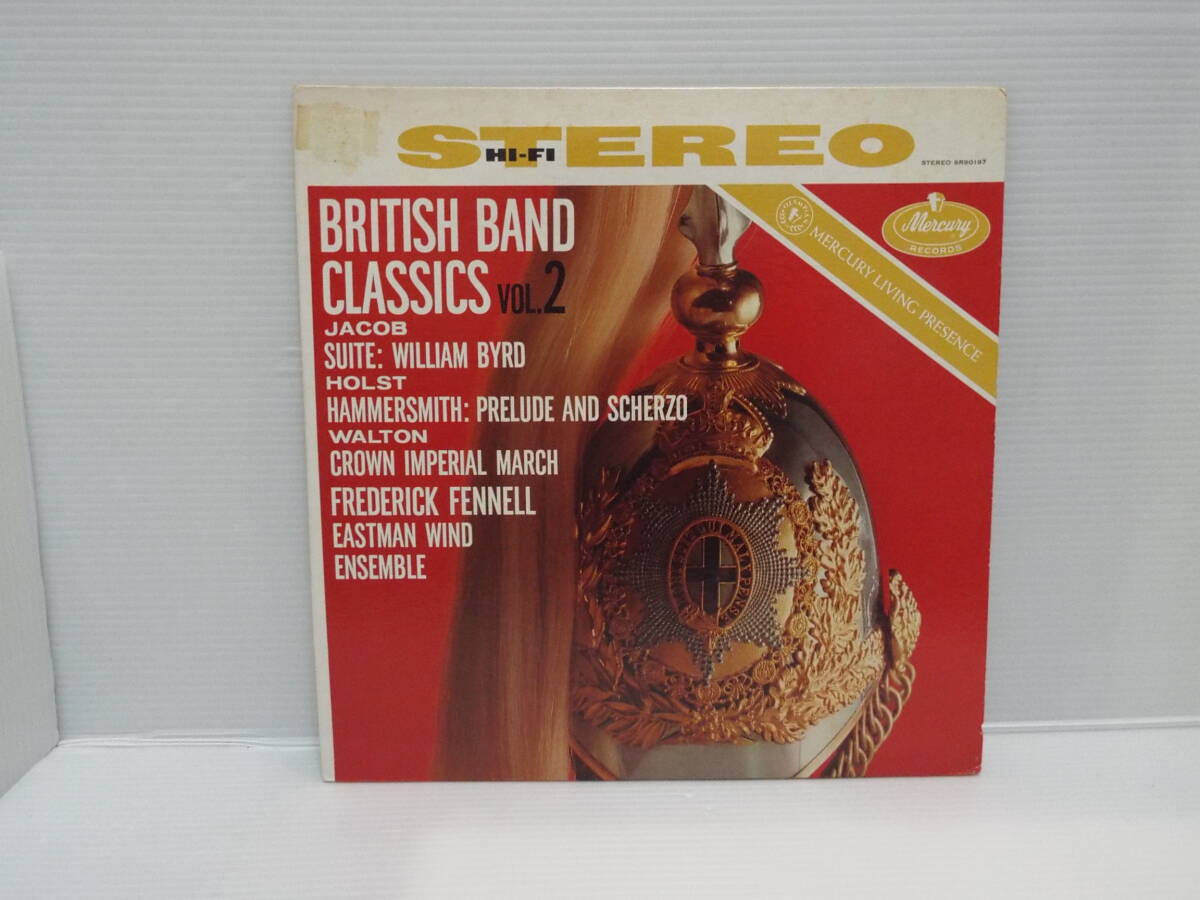 STEREO
HI-FI
STEREO SR90197
BRITISH BAND
CLASSICS VOL.2
JACOB
SUITE: WILLIAM BYRD
HOLST
HAMMERSMITH: PRELUDE AND SCHERZO
WALTON
CROWN IMPERIAL MARCH
FREDERICK FENNELL
EASTMAN WIND
ENSEMBLE
MERCURY LIVING PRESENCE
Mercury
RECORDS